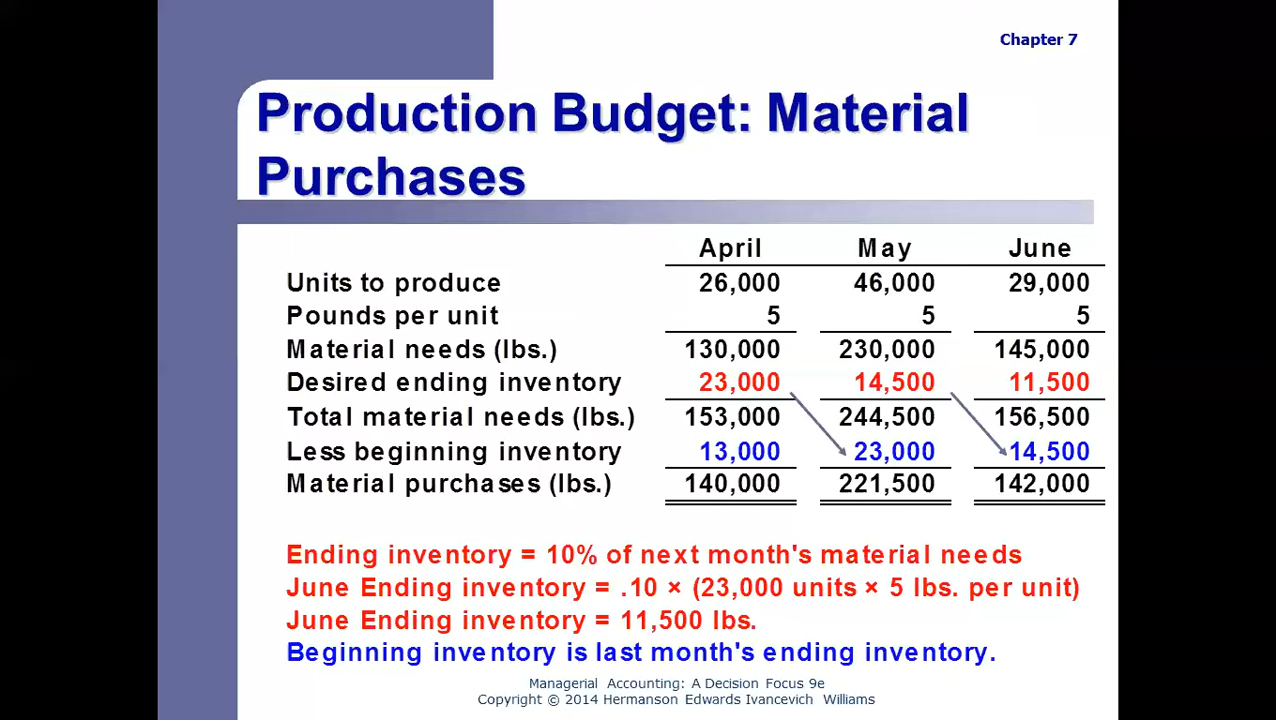 Chapter 7
Production Budget: Material
Purchases
April May June
Units to produce 26,000 46,000 29,000
Pounds per unit 5 5 5
Material needs (lbs.) 130,000 230,000 145,000
Desired ending inventory 23,000 14,500 11,500
Total material needs (lbs.) 153,000 244,500 156,500
Less beginning inventory 13,000 23,000 14,500
Material purchases (lbs.) 140,000 221,500 142,000
Ending inventory = 10% of next month's material needs
June Ending inventory = .10 × (23,000 units × 5 lbs. per unit)
June Ending inventory = 11,500 lbs.
Beginning inventory is last month's ending inventory.
Managerial Accounting: A Decision Focus 9e
Copyright © 2014 Hermanson Edwards Ivancevich Williams